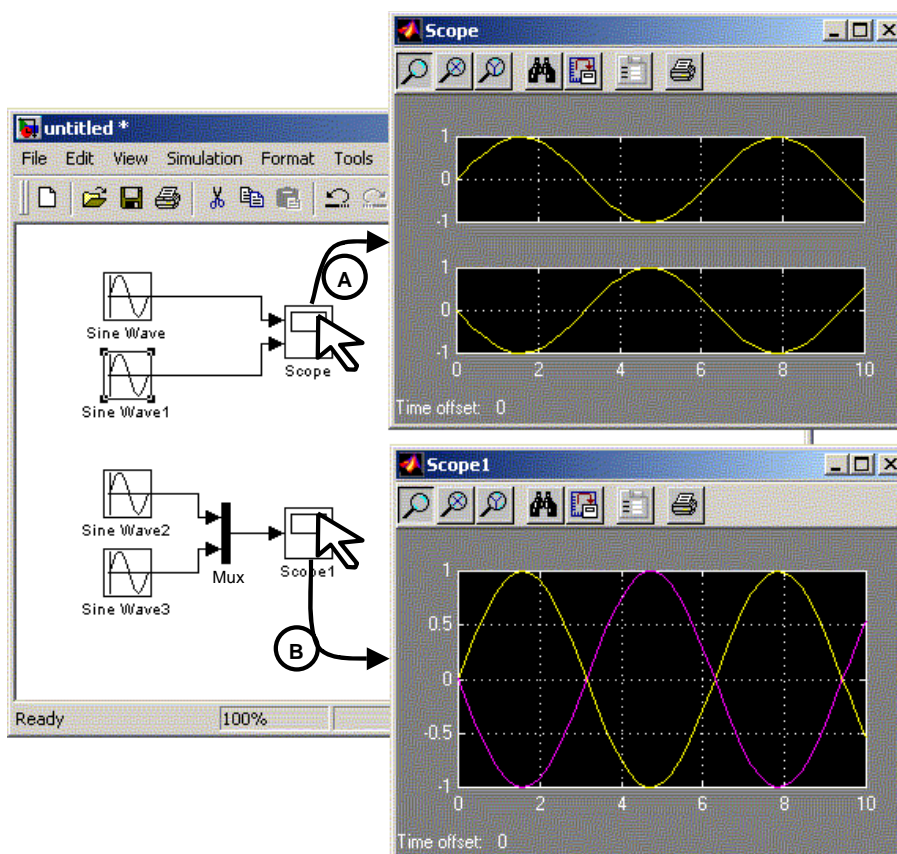 Scope
1
0
-1
1
0
-1
0 2 4 6 8 10
Time offset: 0
untitled *
File Edit View Simulation Format Tools
A
Sine Wave
Scope
Sine Wave1
Sine Wave2
Mux
Scope1
Sine Wave3
B
Ready 100%
Scope1
1
0.5
0
-0.5
-1
0 2 4 6 8 10
Time offset: 0